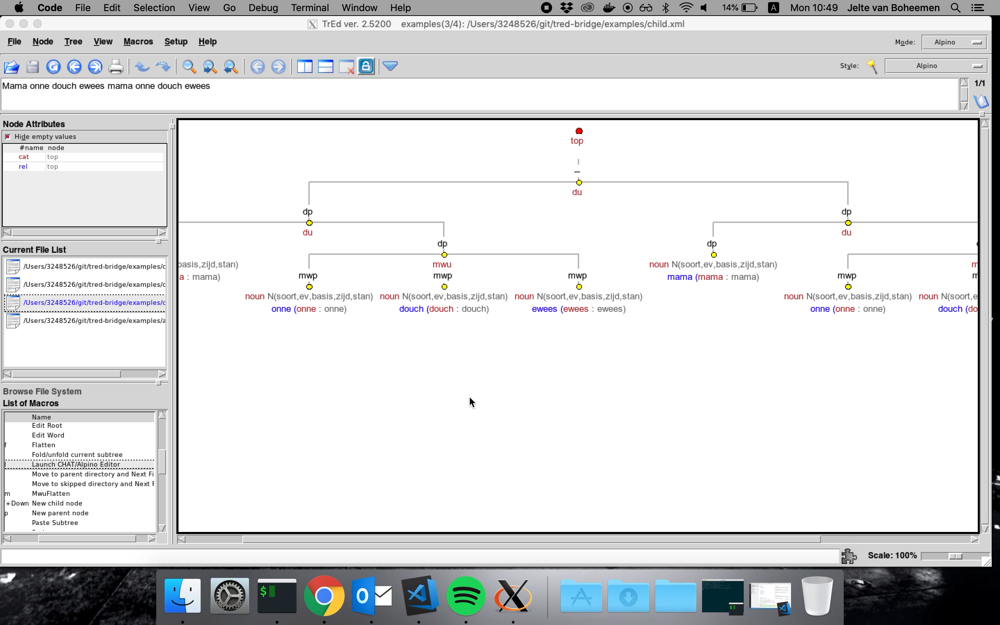 Code File Edit Selection View Go Debug Terminal Window Help 14% A Mon 10:49 Jelte van Boheemen
X TrEd ver. 2.5200 examples(3/4): /Users/3248526/git/tred-bridge/examples/child.xml
File Node Tree View Macros Setup Help Mode: Alpino
Style: Alpino
Mama onne douch ewees mama onne douch ewees
1/1
Node Attributes
Hide empty values
#name node
cat top
rel top
Current File List
/Users/3248526/git/tred-bridge/examples/c
/Users/3248526/git/tred-bridge/examples/c
/Users/3248526/git/tred-bridge/examples/c
/Users/3248526/git/tred-bridge/examples/a
Browse File System
List of Macros
Name
Edit Root
Edit Word
f Flatten
Fold/unfold current subtree
Launch CHAT/Alpino Editor
Move to parent directory and Next Fi
Move to skipped directory and Next F
m MwuFlatten
+Down New child node
p New parent node
Paste Subtree
top
--
du
dp dp
du du
dp dp
basis,zijd,stan) mwu noun N(soort,ev,basis,zijd,stan) m
a : mama) mwp mwp mwp mama (mama : mama) mwp m
noun N(soort,ev,basis,zijd,stan) noun N(soort,ev,basis,zijd,stan) noun N(soort,ev,basis,zijd,stan) noun N(soort,ev,basis,zijd,stan) noun N(soort,e
onne (onne : onne) douch (douch : douch) ewees (ewees : ewees) onne (onne : onne) douch (do
Scale: 100%
$
O
$